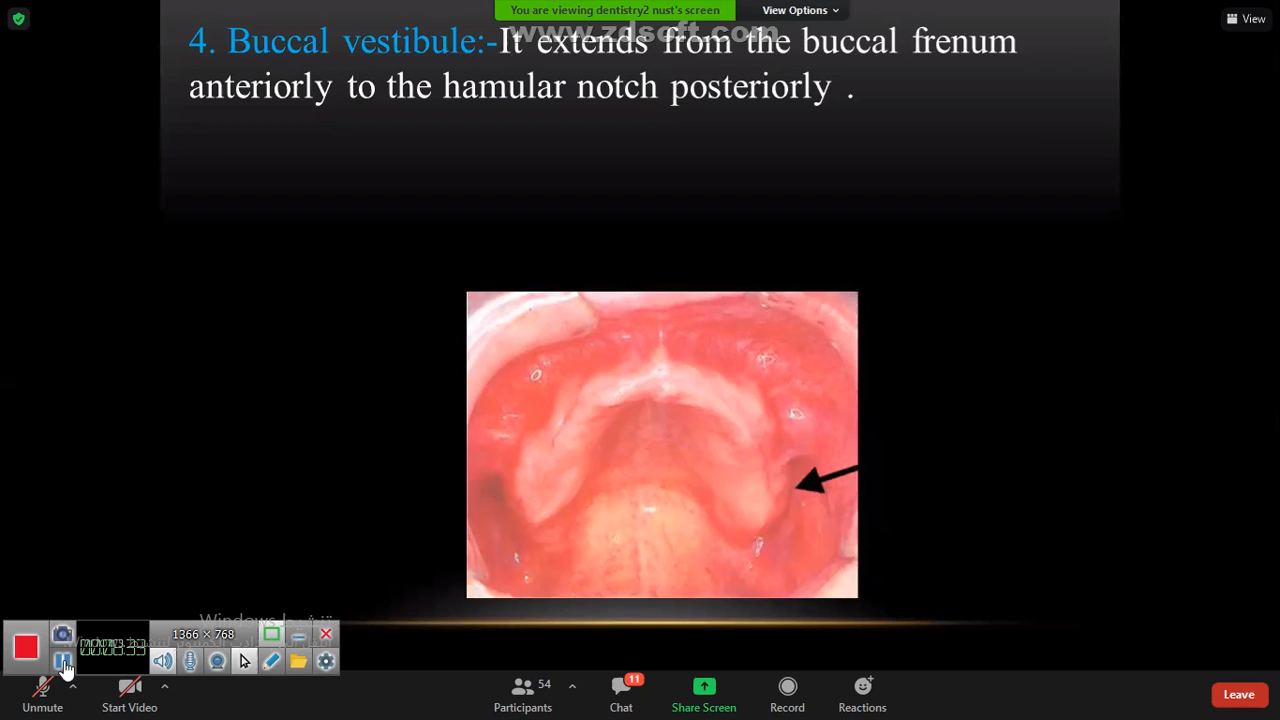 You are viewing dentistry2 nust's screen
View Options
View
www.zdsoft.com
4. Buccal vestibule:-It extends from the buccal frenum
anteriorly to the hamular notch posteriorly .
Windows
1366 × 768
Unmute
Start Video
54
Participants
11
Chat
Share Screen
Record
Reactions
Leave